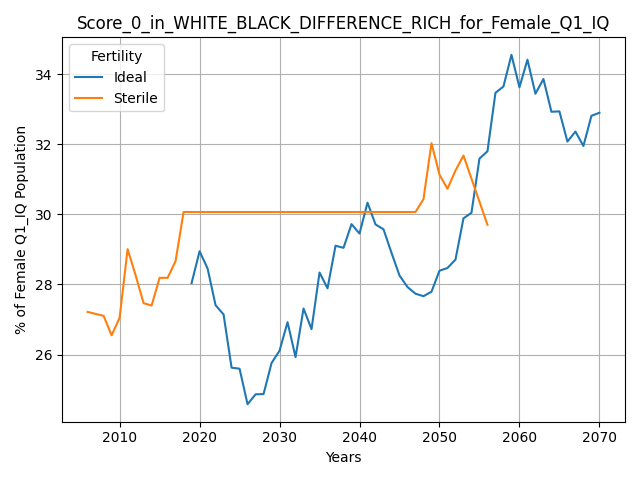 Score_0_in_WHITE_BLACK_DIFFERENCE_RICH_for_Female_Q1_IQ
Fertility
Ideal
Sterile
% of Female Q1_IQ Population
34
32
30
28
26
2010 2020 2030 2040 2050 2060 2070
Years